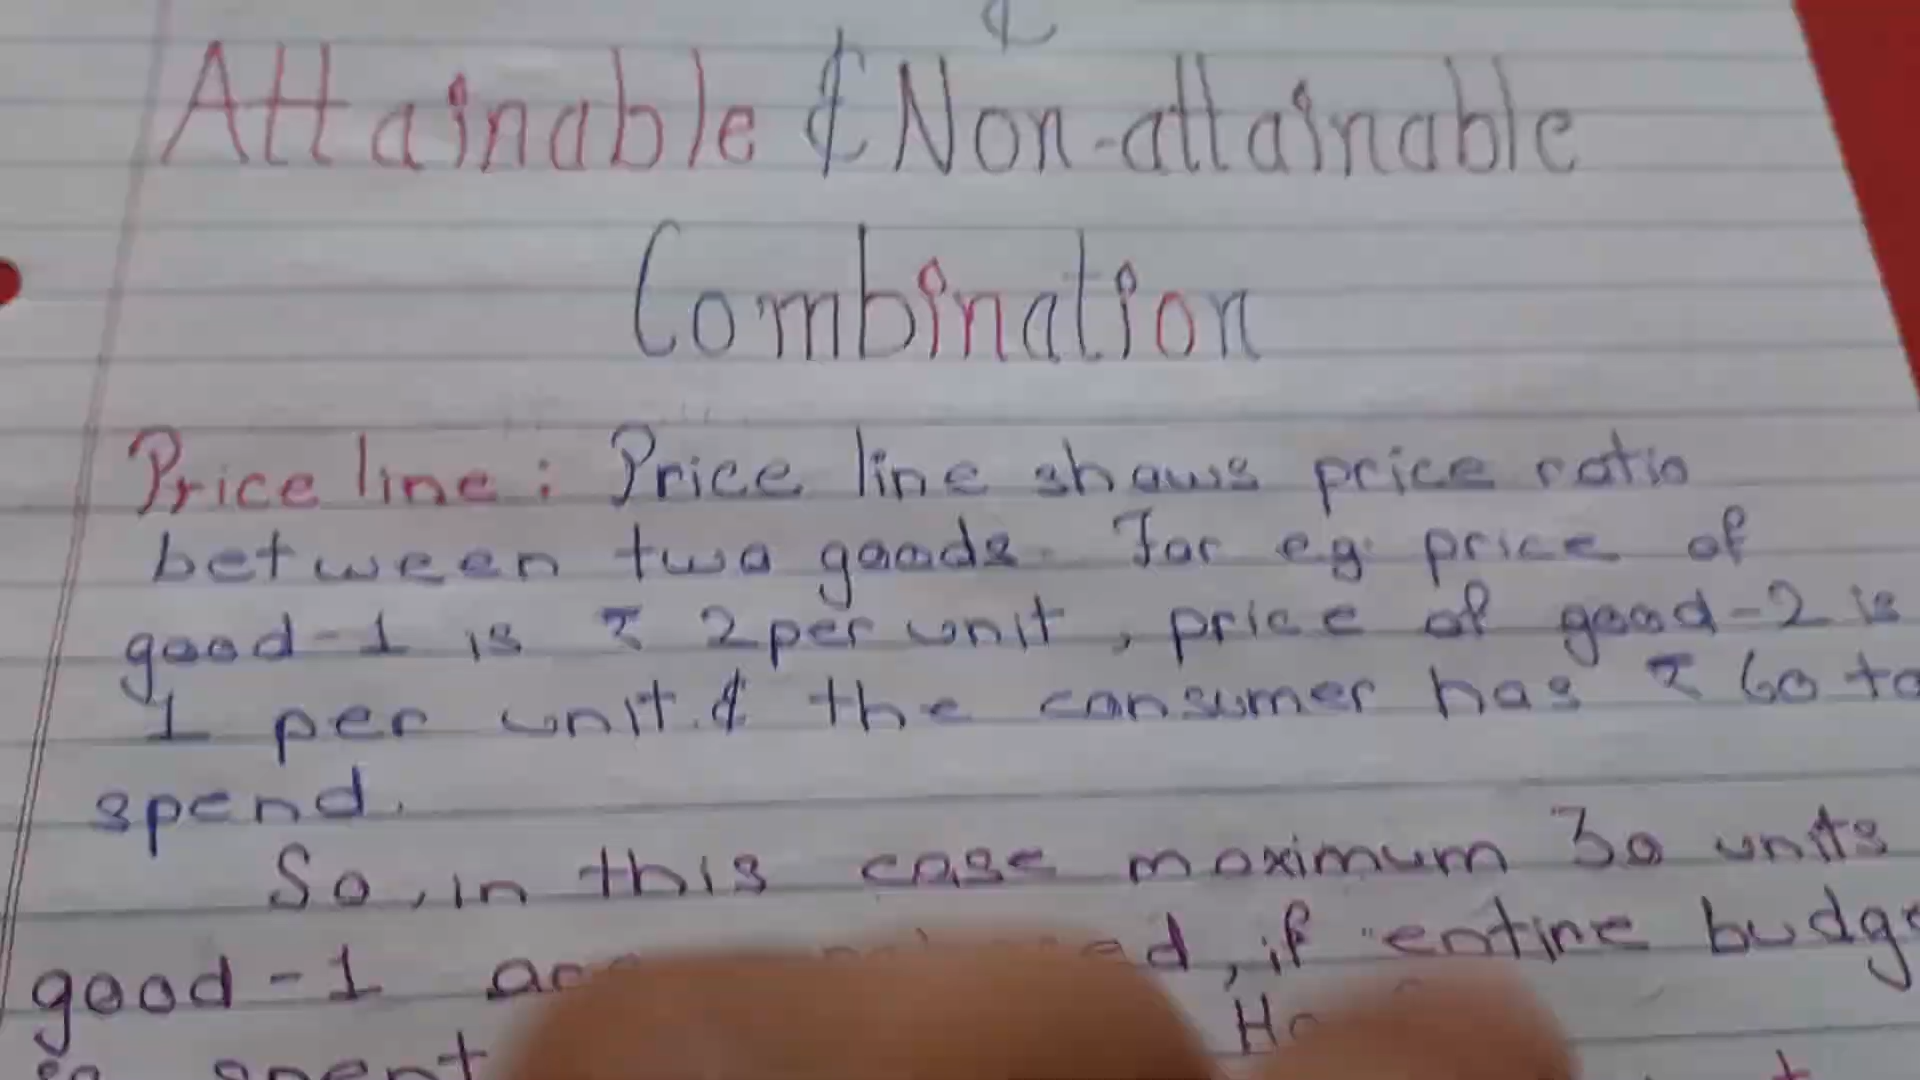 &
Attainable & Non-attainable
Combination
Price line : Price line shows price ratio
between two goods. For eg. price of
good-1 is ₹ 2 per unit, price of good-2 is
1 per unit & the consumer has ₹ 60 to
spend.
So, in this case maximum 30 units
good-1 , if entire
spent